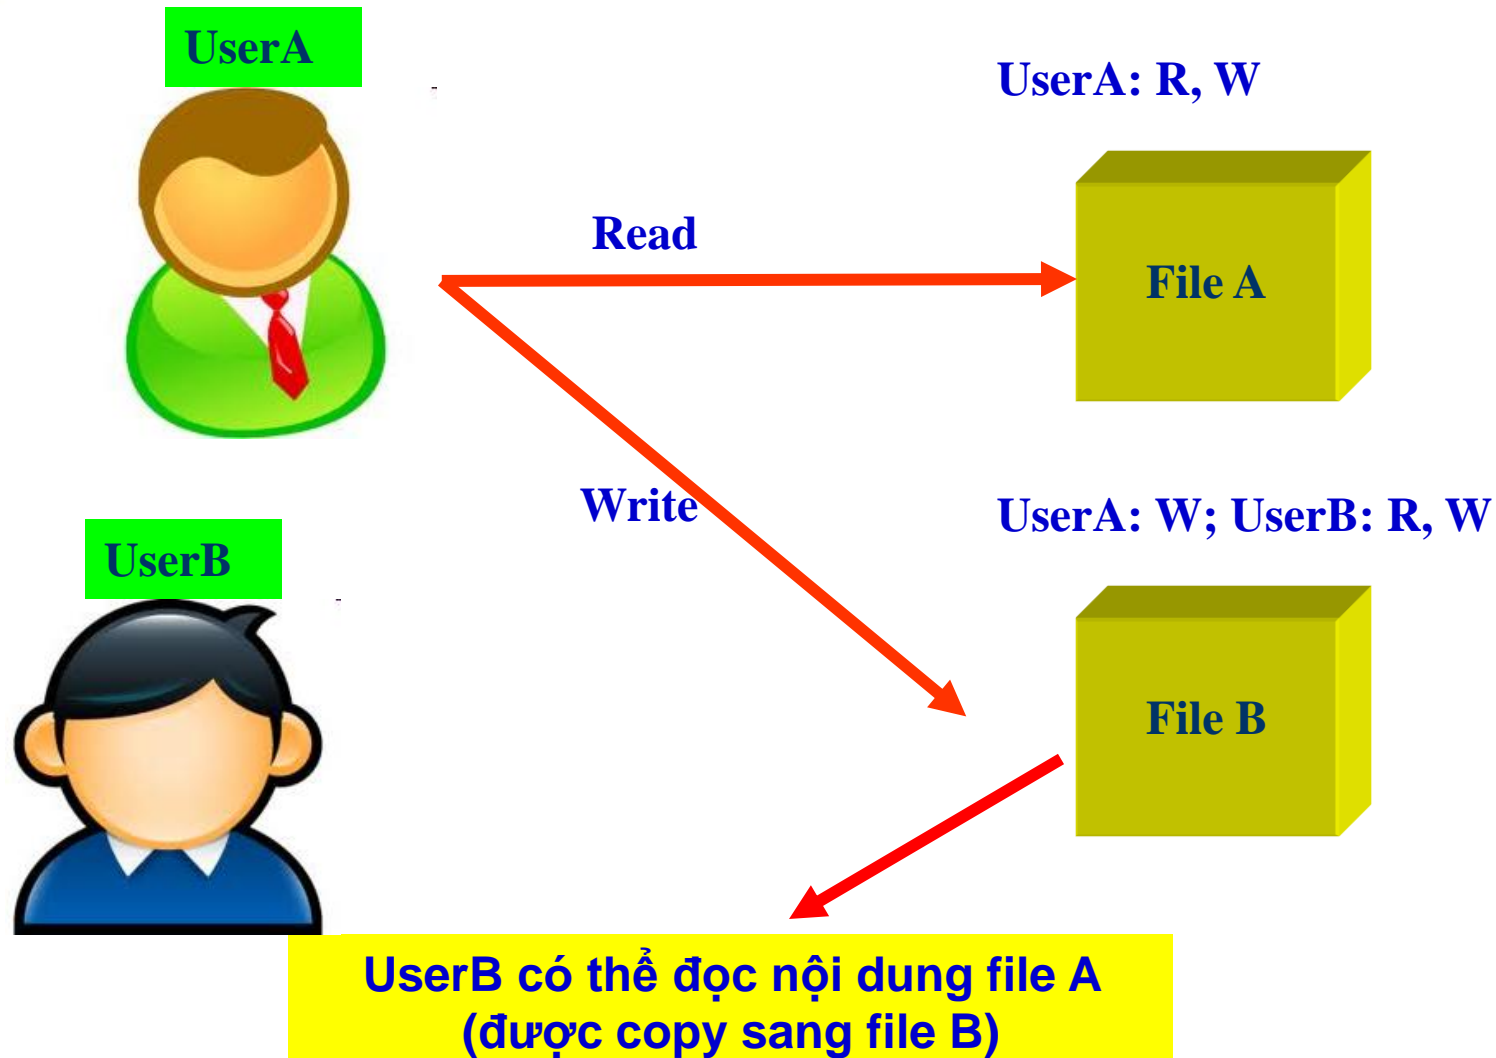 UserA
UserA: R, W
Read
File A
Write
UserA: W; UserB: R, W
UserB
File B
UserB có thể đọc nội dung file A
(được copy sang file B)